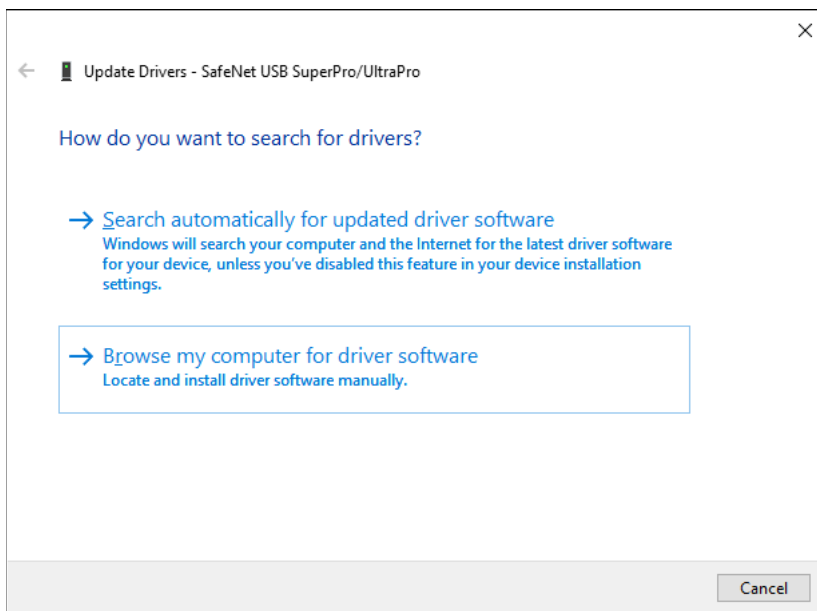 Update Drivers - SafeNet USB SuperPro/UltraPro
How do you want to search for drivers?
Search automatically for updated driver software
Windows will search your computer and the Internet for the latest driver software
for your device, unless you've disabled this feature in your device installation
settings.
Browse my computer for driver software
Locate and install driver software manually.
Cancel